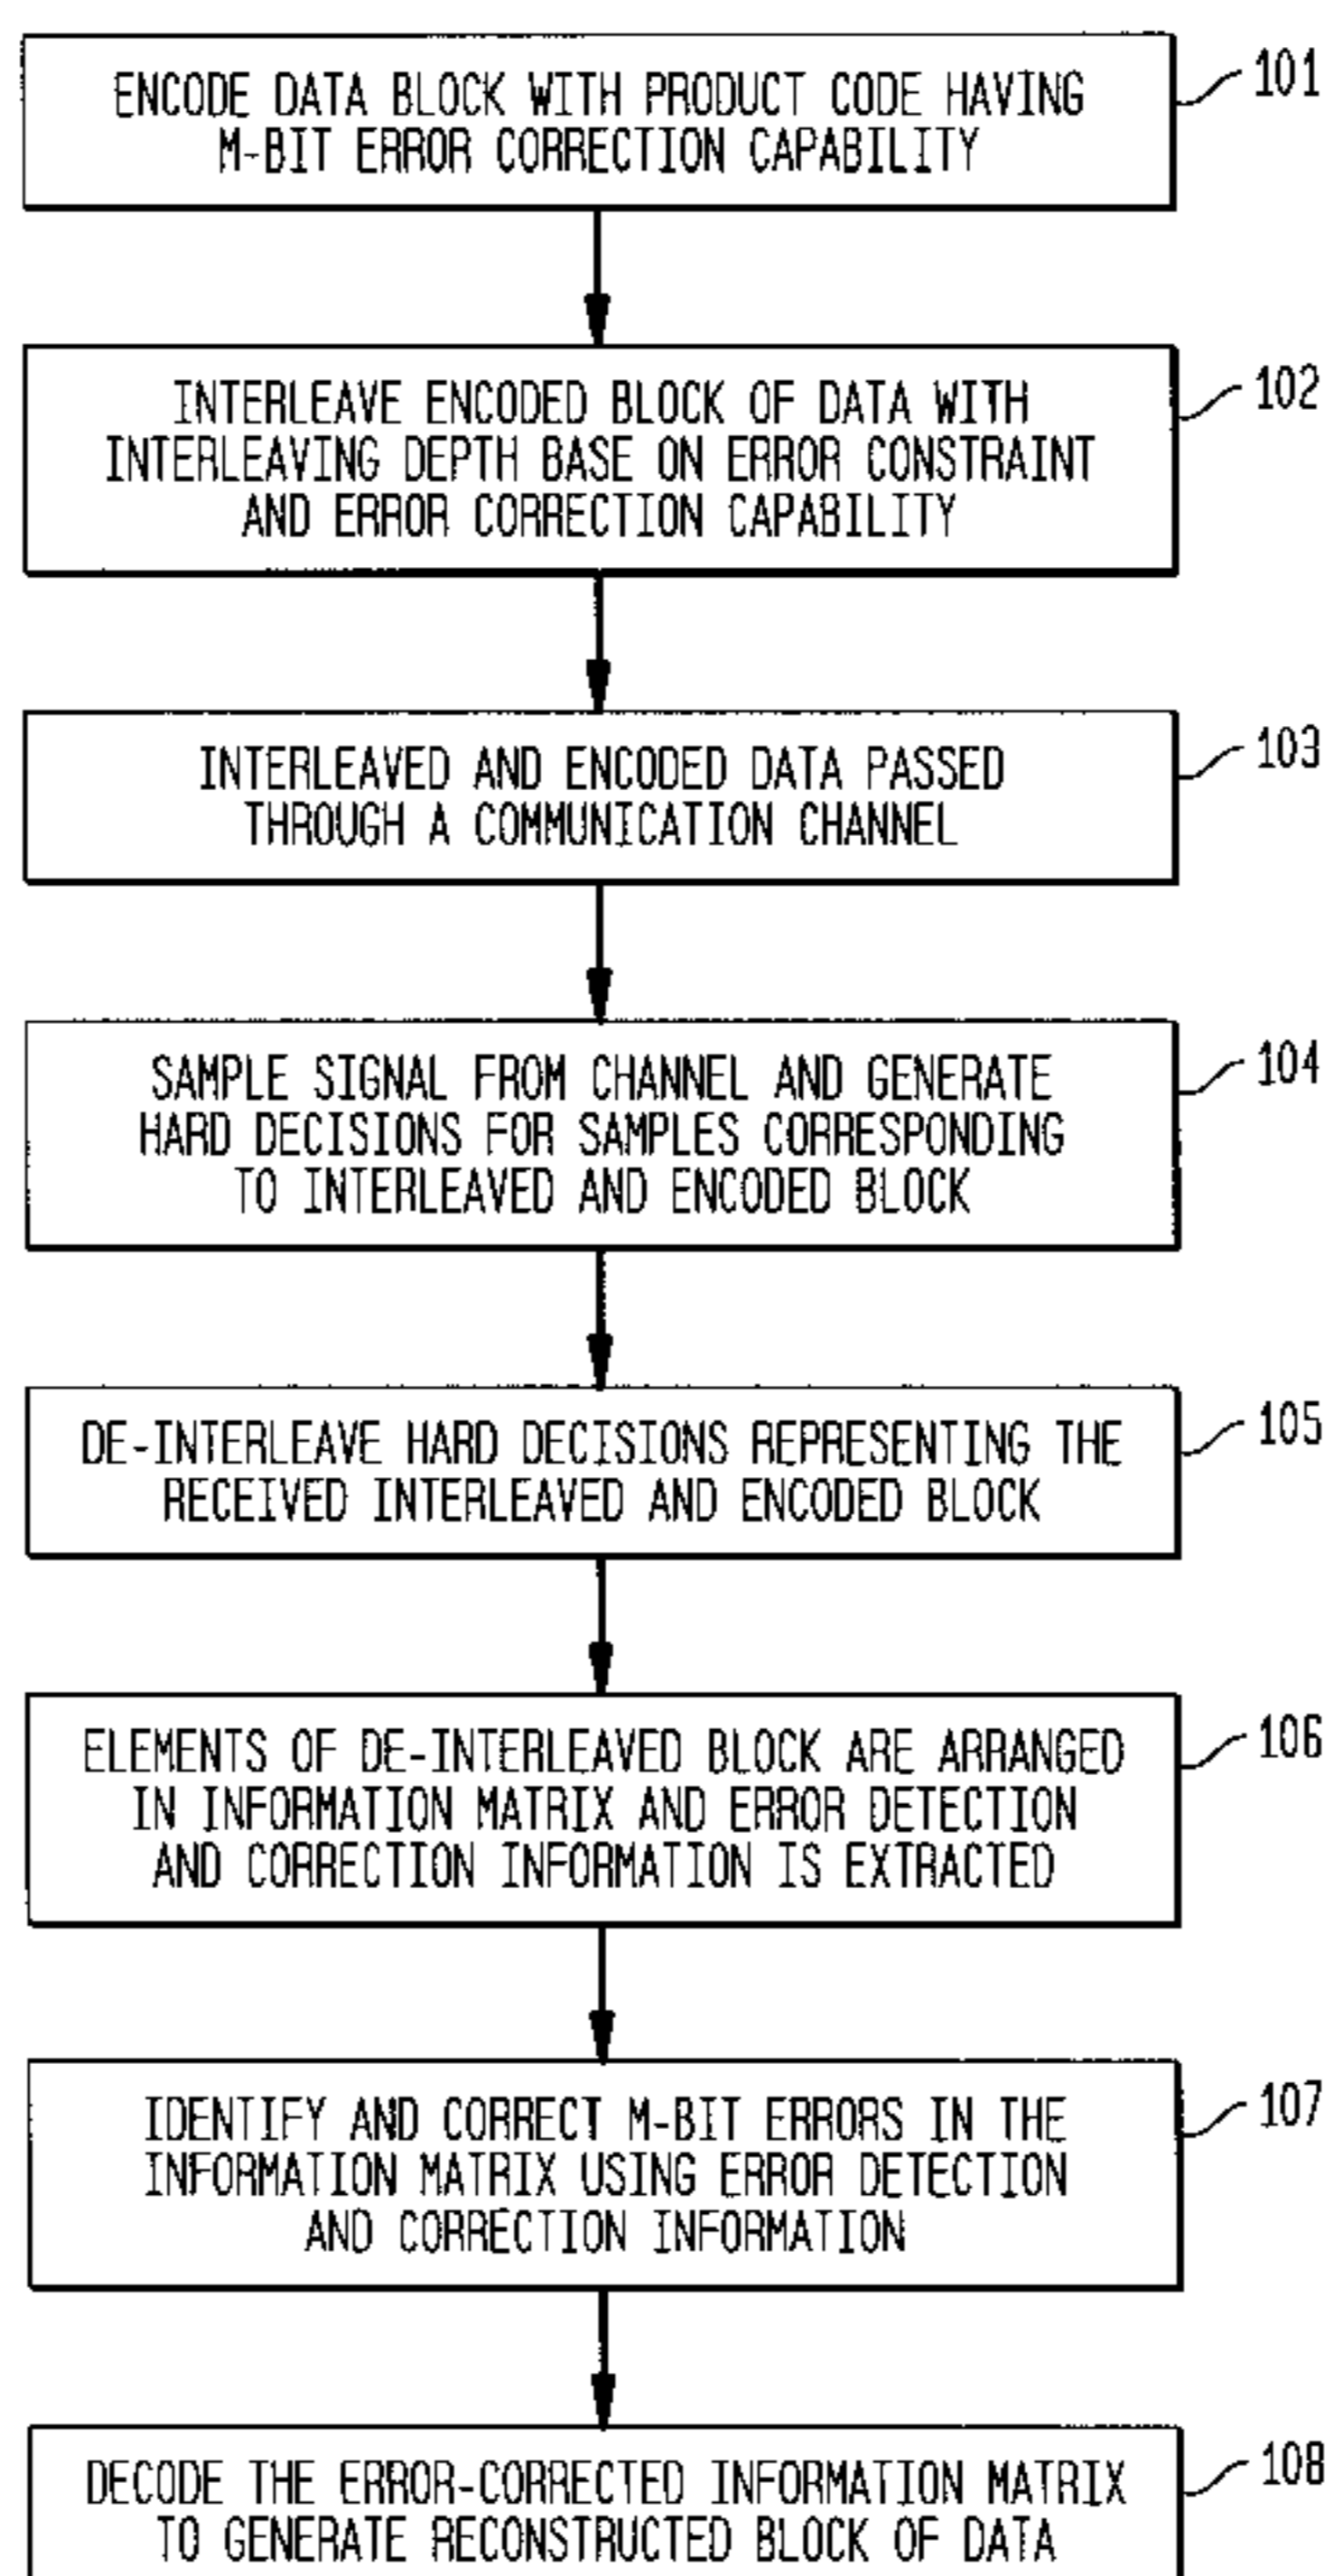 ENCODE DATA BLOCK WITH PRODUCT CODE HAVING
M-BIT ERROR CORRECTION CAPABILITY
101
INTERLEAVE ENCODED BLOCK OF DATA WITH
INTERLEAVING DEPTH BASE ON ERROR CONSTRAINT
AND ERROR CORRECTION CAPABILITY
102
INTERLEAVED AND ENCODED DATA PASSED
THROUGH A COMMUNICATION CHANNEL
103
SAMPLE SIGNAL FROM CHANNEL AND GENERATE
HARD DECISIONS FOR SAMPLES CORRESPONDING
TO INTERLEAVED AND ENCODED BLOCK
104
DE-INTERLEAVE HARD DECISIONS REPRESENTING THE
RECEIVED INTERLEAVED AND ENCODED BLOCK
105
ELEMENTS OF DE-INTERLEAVED BLOCK ARE ARRANGED
IN INFORMATION MATRIX AND ERROR DETECTION
AND CORRECTION INFORMATION IS EXTRACTED
106
IDENTIFY AND CORRECT M-BIT ERRORS IN THE
INFORMATION MATRIX USING ERROR DETECTION
AND CORRECTION INFORMATION
107
DECODE THE ERROR-CORRECTED INFORMATION MATRIX
TO GENERATE RECONSTRUCTED BLOCK OF DATA
108